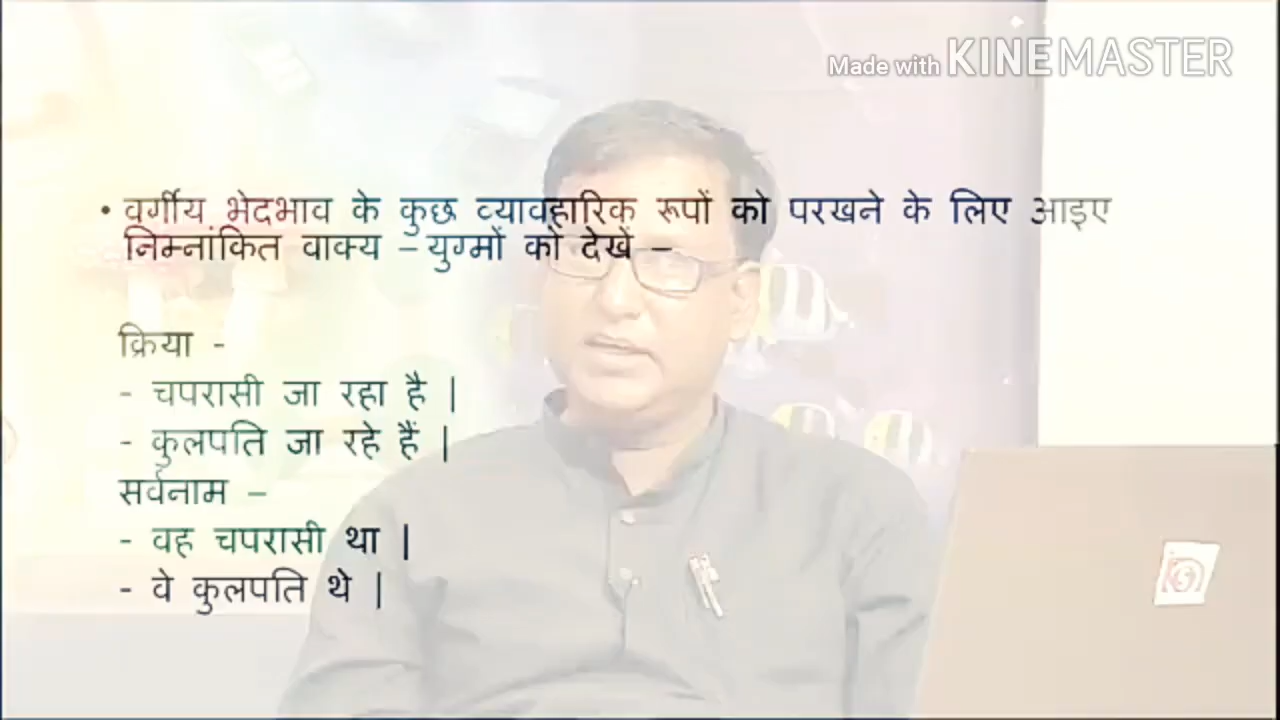 Made with KINEMASTER
• वर्गीय भेदभाव के कुछ व्यावहारिक रूपों को परखने के लिए आइए
निम्नांकित वाक्य – युग्मों को देखें –
क्रिया -
- चपरासी जा रहा है |
- कुलपति जा रहे हैं |
सर्वनाम –
- वह चपरासी था |
- वे कुलपति थे |